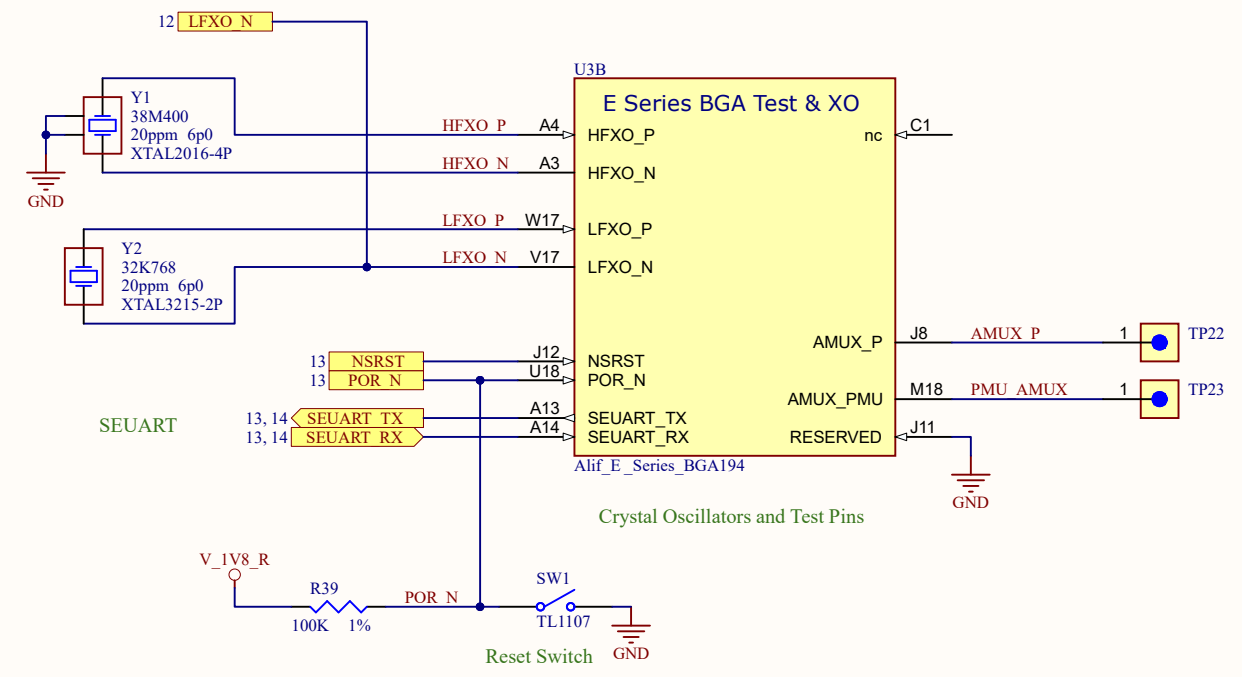 12 LFXO_N
U3B
E Series BGA Test & XO
Y1
38M400
20ppm 6p0
XTAL2016-4P
GND
HFXO_P A4 HFXO_P
nc C1
HFXO_N A3 HFXO_N
LFXO_P W17 LFXO_P
Y2
32K768
20ppm 6p0
XTAL3215-2P
LFXO_N V17 LFXO_N
AMUX_P J8 AMUX_P 1 TP22
13 NSRST J12 NSRST
13 POR_N U18 POR_N
AMUX_PMU M18 PMU_AMUX 1 TP23
SEUART
13, 14 SEUART_TX A13 SEUART_TX
13, 14 SEUART_RX A14 SEUART_RX
RESERVED J11
GND
Alif_E_Series_BGA194
Crystal Oscillators and Test Pins
V_1V8_R
R39
100K 1%
POR_N
SW1
TL1107
GND
Reset Switch